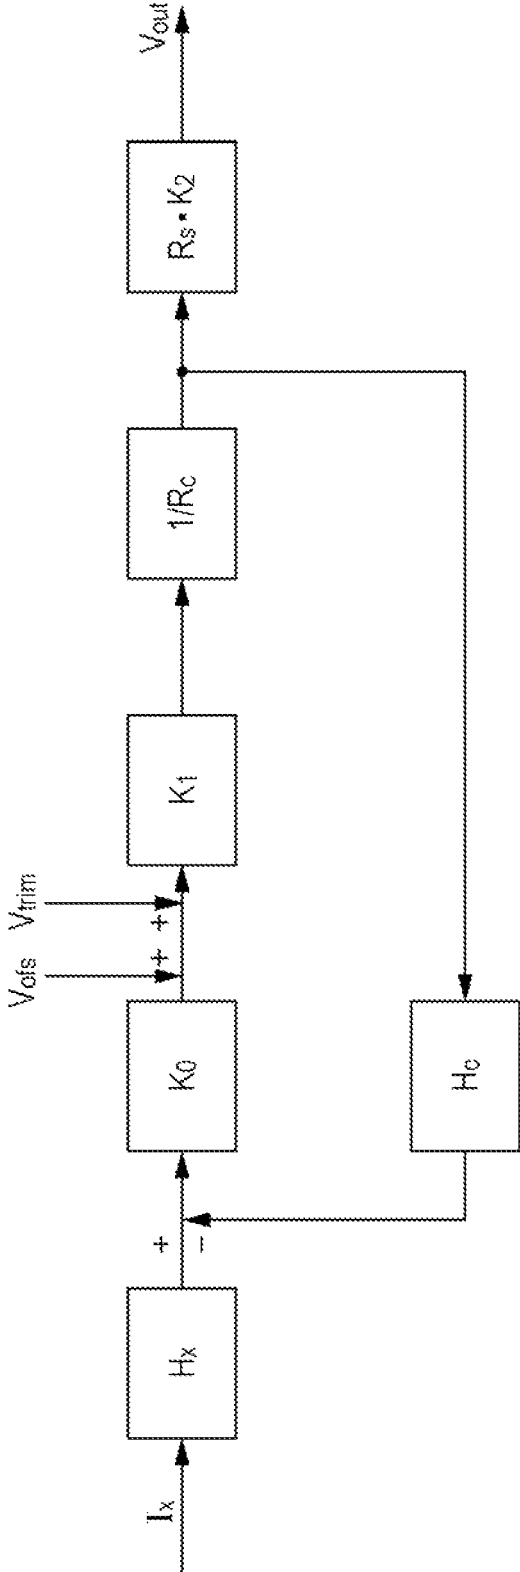 Ix
Hx
+
−
K0
Vofs
+
Vtrim
+
K1
1/Rc
Rs • K2
Vout
Hc